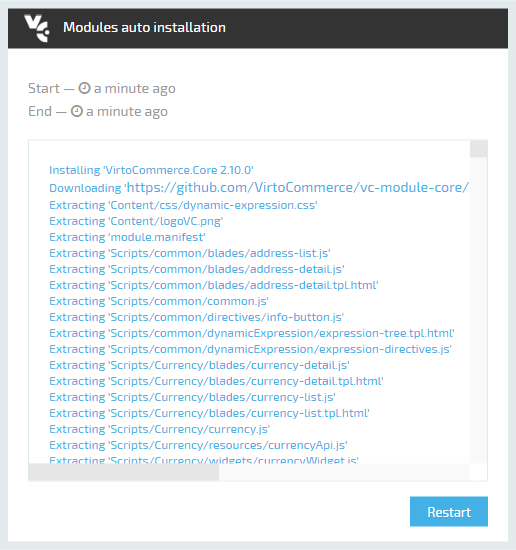 Modules auto installation
Start — a minute ago
End — a minute ago
Installing 'VirtoCommerce.Core 2.10.0'
Downloading 'https://github.com/VirtoCommerce/vc-module-core/
Extracting 'Content/css/dynamic-expression.css'
Extracting 'Content/logoVC.png'
Extracting 'module.manifest'
Extracting 'Scripts/common/blades/address-list.js'
Extracting 'Scripts/common/blades/address-detail.js'
Extracting 'Scripts/common/blades/address-detail.tpl.html'
Extracting 'Scripts/common/common.js'
Extracting 'Scripts/common/directives/info-button.js'
Extracting 'Scripts/common/dynamicExpression/expression-tree.tpl.html'
Extracting 'Scripts/common/dynamicExpression/expression-directives.js'
Extracting 'Scripts/Currency/blades/currency-detail.js'
Extracting 'Scripts/Currency/blades/currency-detail.tpl.html'
Extracting 'Scripts/Currency/blades/currency-list.js'
Extracting 'Scripts/Currency/blades/currency-list.tpl.html'
Extracting 'Scripts/Currency/currency.js'
Extracting 'Scripts/Currency/resources/currencyApi.js'
Extracting 'Scripts/Currency/widgets/currencyWidget.js'
Restart